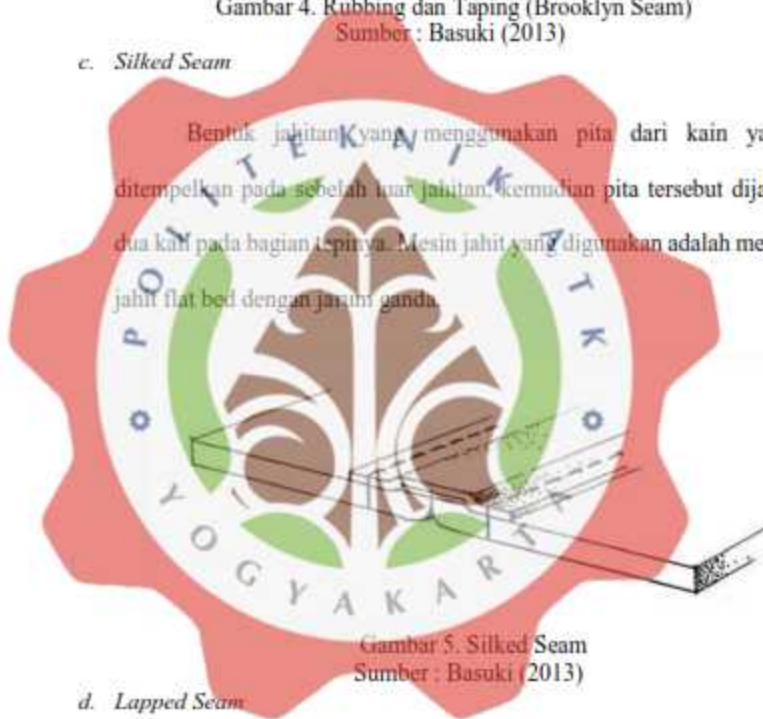 Gambar 4. Rubbing dan Taping (Brooklyn Seam)
Sumber : Basuki (2013)
c. Silked Seam
Bentuk jahitan yang menggunakan pita dari kain ya
ditempelkan pada sebelah luar jahitan, kemudian pita tersebut dija
dua kali pada bagian tepinya. Mesin jahit yang digunakan adalah me
jahit flat bed dengan jarum ganda.
POLITEKNIK ATK
YOGYAKARTA
Gambar 5. Silked Seam
Sumber : Basuki (2013)
d. Lapped Seam